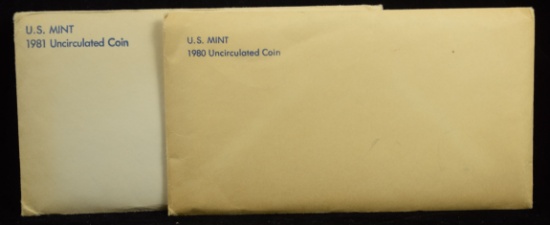 U.S. MINT
1981 Uncirculated Coin
U.S. MINT
1980 Uncirculated Coin